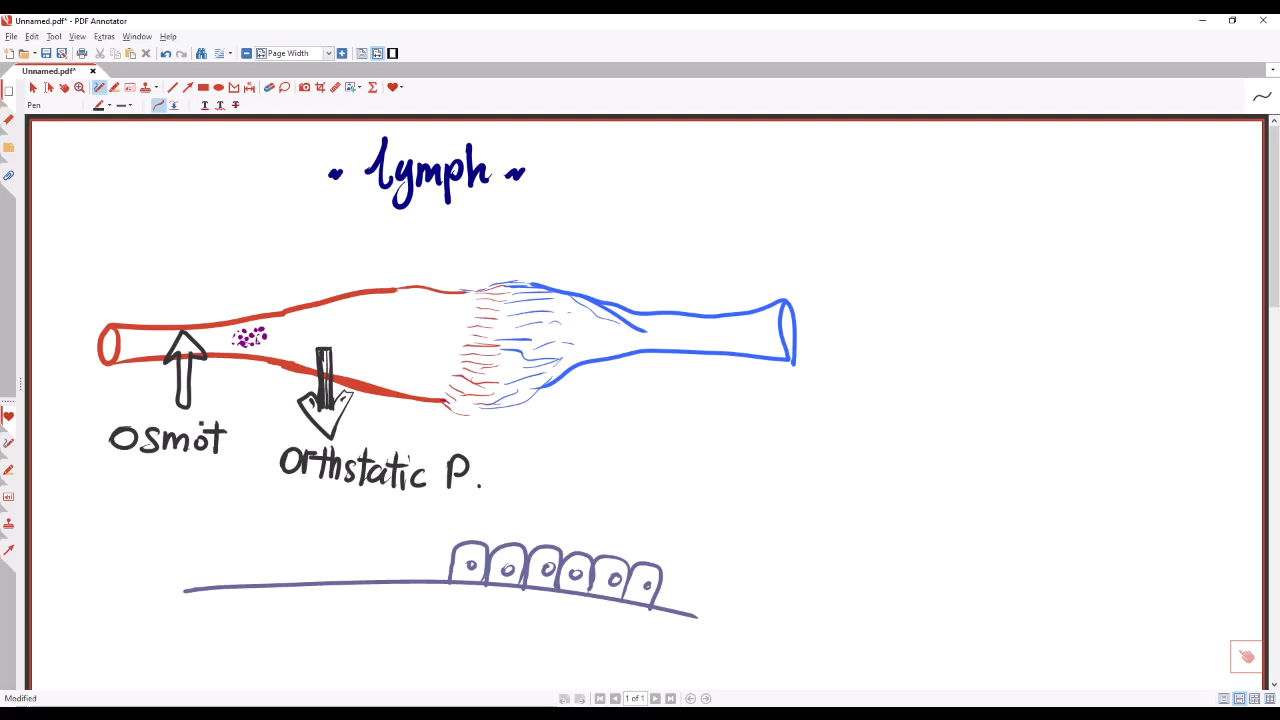 Unnamed.pdf* - PDF Annotator
File Edit Tool View Extras Window Help
Page Width
Unnamed.pdf*
Pen
~ Lymph ~
Osmot
Orthstatic P.
Modified
1 of 1